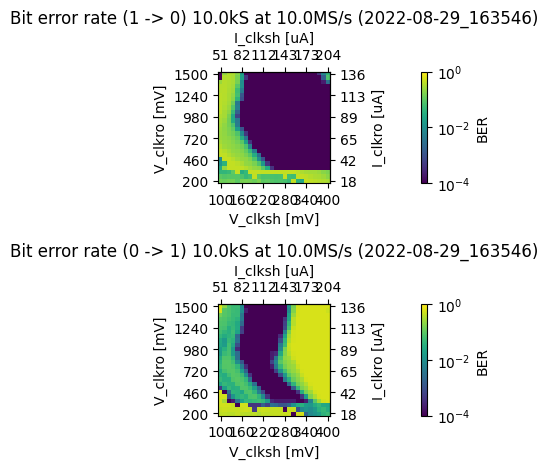 Bit error rate (1 -> 0) 10.0kS at 10.0MS/s (2022-08-29_163546)
I_clksh [uA]
51 82 112 143 173 204
1500 136
1240 113
980 89
720 65
460 42
200 18
V_clkro [mV]
I_clkro [uA]
100 160 220 280 340 400
V_clksh [mV]
10^0
10^-2
10^-4
BER
Bit error rate (0 -> 1) 10.0kS at 10.0MS/s (2022-08-29_163546)
I_clksh [uA]
51 82 112 143 173 204
1500 136
1240 113
980 89
720 65
460 42
200 18
V_clkro [mV]
I_clkro [uA]
100 160 220 280 340 400
V_clksh [mV]
10^0
10^-2
10^-4
BER